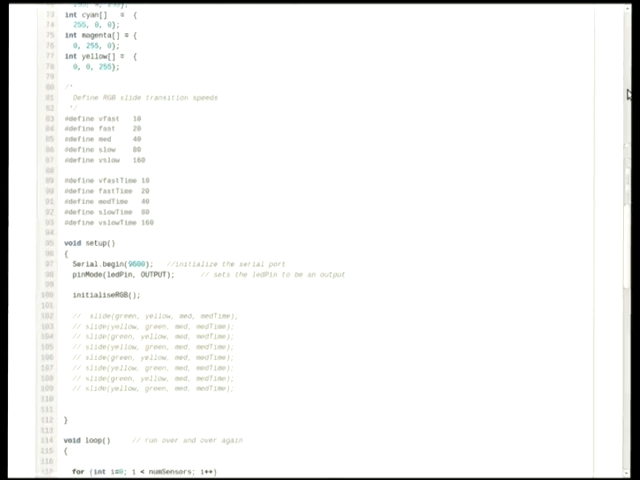 73 int cyan[] = {
74 255, 0, 0};
75 int magenta[] = {
76 0, 255, 0};
77 int yellow[] = {
78 0, 0, 255};
79
80 /*
81 Define RGB slide transition speeds
82 */
83 #define vfast 10
84 #define fast 20
85 #define med 40
86 #define slow 80
87 #define vslow 160
88
89 #define vfastTime 10
90 #define fastTime 20
91 #define medTime 40
92 #define slowTime 80
93 #define vslowTime 160
94
95 void setup()
96 {
97 Serial.begin(9600); //initialize the serial port
98 pinMode(ledPin, OUTPUT); // sets the ledPin to be an output
99
100 initialiseRGB();
101
102 // slide(green, yellow, med, medTime);
103 // slide(yellow, green, med, medTime);
104 // slide(green, yellow, med, medTime);
105 // slide(yellow, green, med, medTime);
106 // slide(green, yellow, med, medTime);
107 // slide(yellow, green, med, medTime);
108 // slide(green, yellow, med, medTime);
109 // slide(yellow, green, med, medTime);
110
111
112 }
113
114 void loop() // run over and over again
115 {
116
117 for (int i=0; i < numSensors; i++)